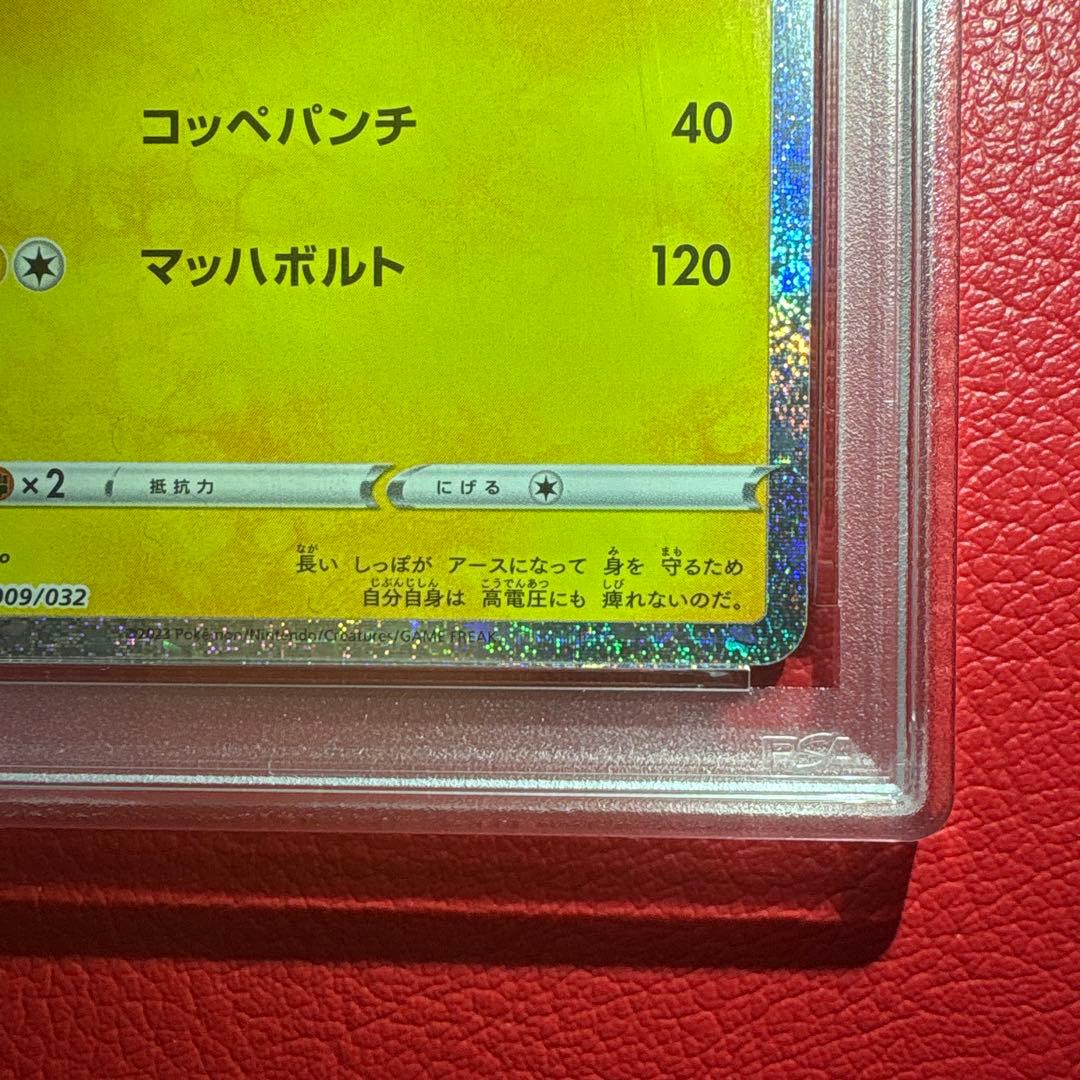 コッペパンチ 40
マッハボルト 120
×2 抵抗力 にげる
長い しっぽが アースになって 身を 守るため
自分自身は 高電圧にも 痺れないのだ。
009/032
©2023 Pokémon/Nintendo/Creatures/GAME FREAK
PSA